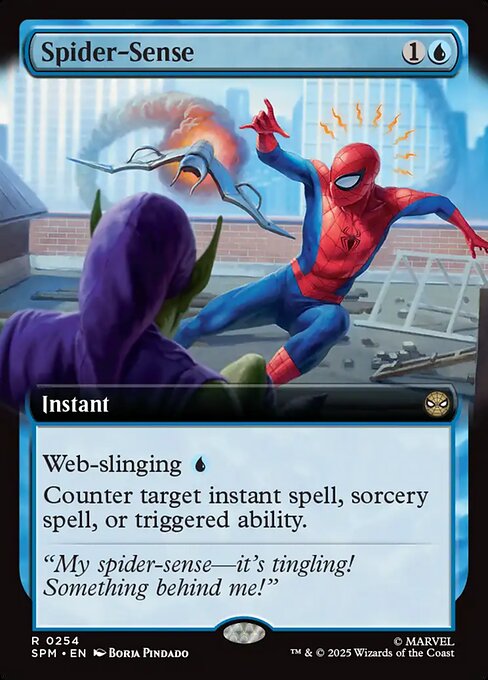 Spider-Sense 1
Instant
Web-slinging
Counter target instant spell, sorcery
spell, or triggered ability.
“My spider-sense—it’s tingling!
Something behind me!”
R 0254
SPM • EN Borja Pindado
© MARVEL
™ & © 2025 Wizards of the Coast